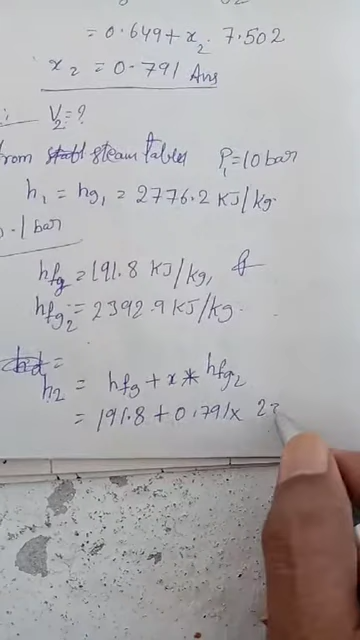 = 0.649 + x2 7.502
x2 = 0.791 Ans
V2 = ?
from steam tables P1 = 10 bar
h1 = hg1 = 2776.2 KJ/kg.
.1 bar
hfg = 191.8 KJ/kg, &
hfg2 = 2392.9 KJ/kg.
h2 = hfg + x * hfg2
= 191.8 + 0.791 x 23